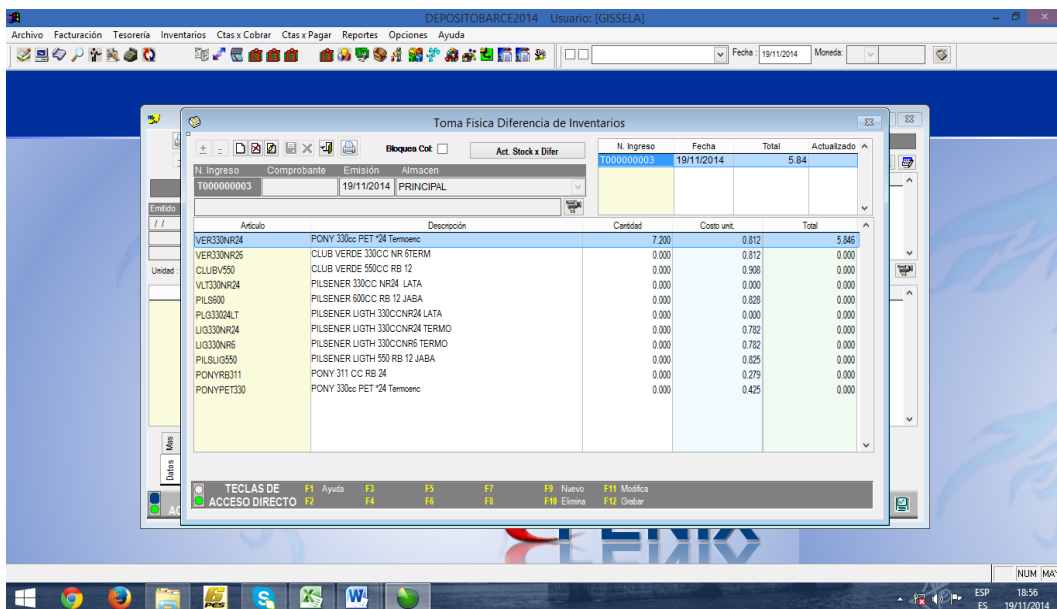 DEPOSITOBARCE2014 Usuario: [GISSELA]
Archivo Facturación Tesorería Inventarios Ctas x Cobrar Ctas x Pagar Reportes Opciones Ayuda
Fecha : 19/11/2014 Moneda:
Toma Fisica Diferencia de Inventarios
Bloquea Col: Act. Stock x Difer
N. Ingreso Fecha Total Actualizado
T000000003 19/11/2014 5.84
N. Ingreso Comprobante Emisión Almacen
T000000003 19/11/2014 PRINCIPAL
Emitido
/ /
Unidad :
Artículo Descripción Cantidad Costo unit. Total
VER330NR24 PONY 330cc PET *24 Termoenc 7.200 0.812 5.846
VER330NR26 CLUB VERDE 330CC NR 6TERM 0.000 0.812 0.000
CLUBV550 CLUB VERDE 550CC RB 12 0.000 0.908 0.000
VLT330NR24 PILSENER 330CC NR24 LATA 0.000 0.000 0.000
PILS600 PILSENER 600CC RB 12 JABA 0.000 0.828 0.000
PLG33024LT PILSENER LIGTH 330CCNR24 LATA 0.000 0.000 0.000
LIG330NR24 PILSENER LIGTH 330CCNR24 TERMO 0.000 0.782 0.000
LIG330NR6 PILSENER LIGTH 330CCNR6 TERMO 0.000 0.782 0.000
PILSLIG550 PILSENER LIGTH 550 RB 12 JABA 0.000 0.825 0.000
PONYRB311 PONY 311 CC RB 24 0.000 0.279 0.000
PONYPET330 PONY 330cc PET *24 Termoenc 0.000 0.425 0.000
Mas
Datos
TECLAS DE F1 Ayuda F3 F5 F7 F9 Nuevo F11 Modifica
ACCESO DIRECTO F2 F4 F6 F8 F10 Elimina F12 Grabar
NUM
ESP 18:56
ES 19/11/2014